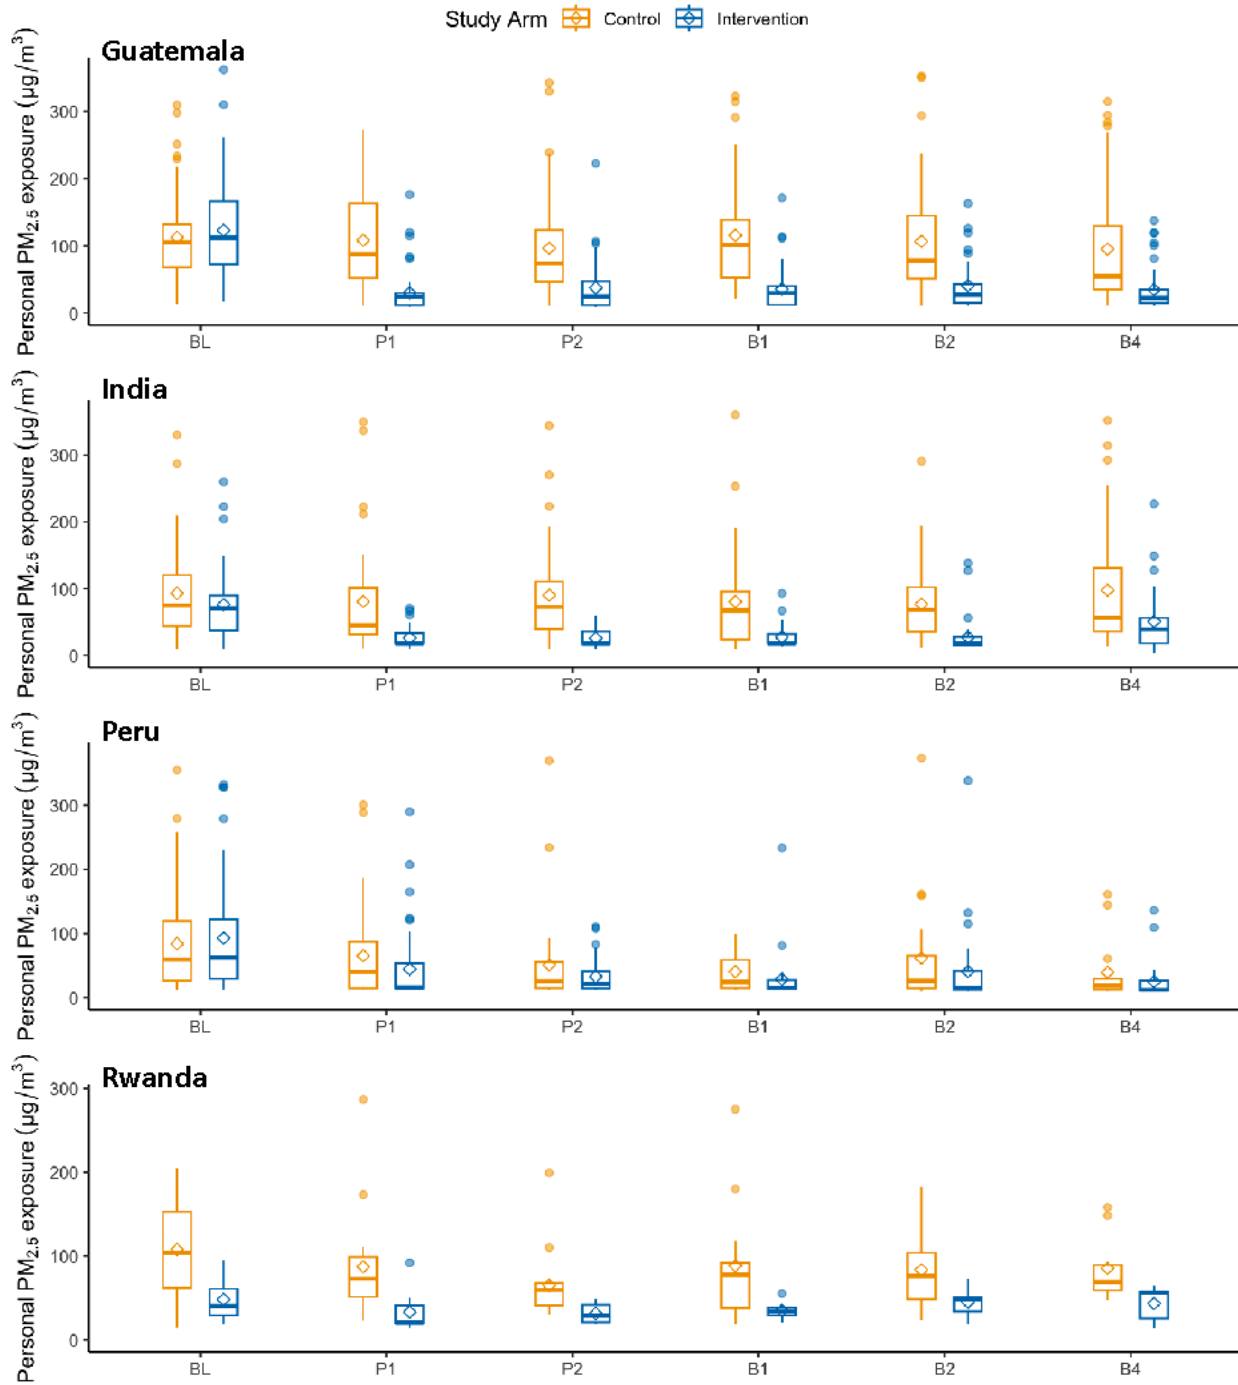 Study Arm Control Intervention
Guatemala
Personal PM2.5 exposure (µg/m³)
300
200
100
0
BL P1 P2 B1 B2 B4
India
Personal PM2.5 exposure (µg/m³)
300
200
100
0
BL P1 P2 B1 B2 B4
Peru
Personal PM2.5 exposure (µg/m³)
300
200
100
0
BL P1 P2 B1 B2 B4
Rwanda
Personal PM2.5 exposure (µg/m³)
300
200
100
0
BL P1 P2 B1 B2 B4